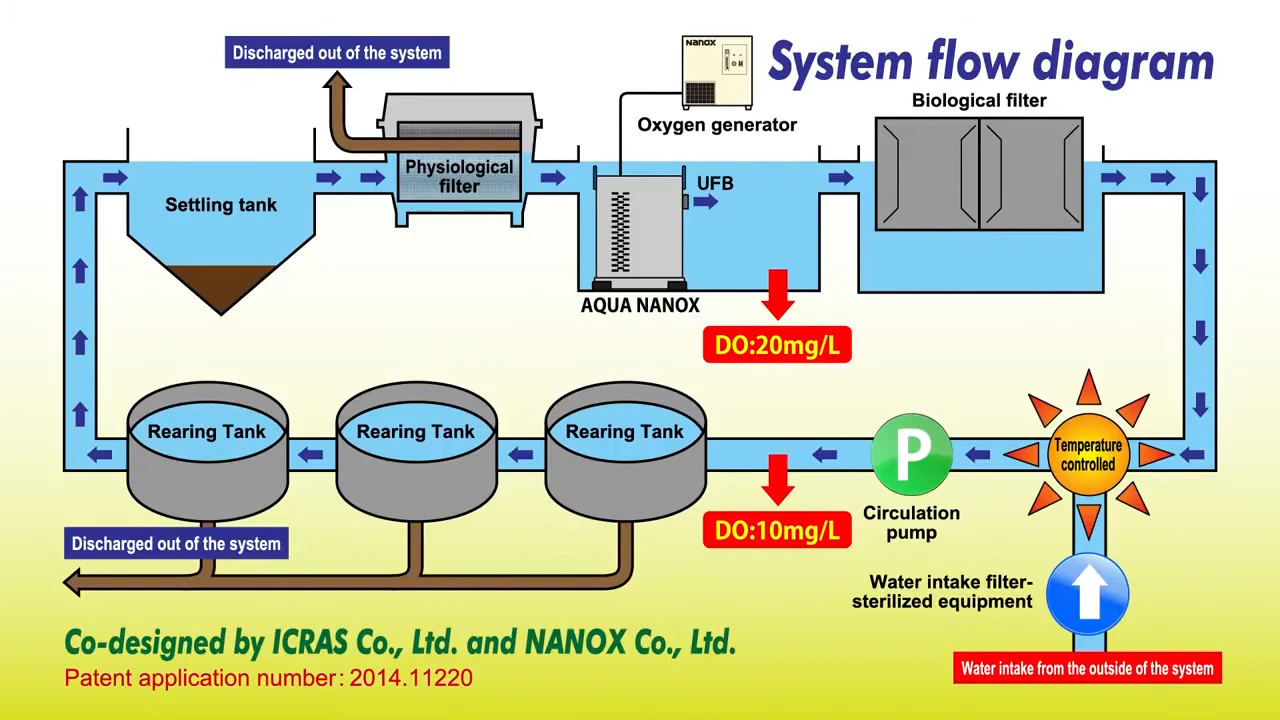 System flow diagram
Discharged out of the system
NANOX
Oxygen generator
Biological filter
Physiological
filter
UFB
Settling tank
AQUA NANOX
DO:20mg/L
Rearing Tank
Rearing Tank
Rearing Tank
P
Temperature
controlled
Circulation
pump
DO:10mg/L
Discharged out of the system
Water intake filter-
sterilized equipment
Co-designed by ICRAS Co., Ltd. and NANOX Co., Ltd.
Patent application number: 2014.11220
Water intake from the outside of the system